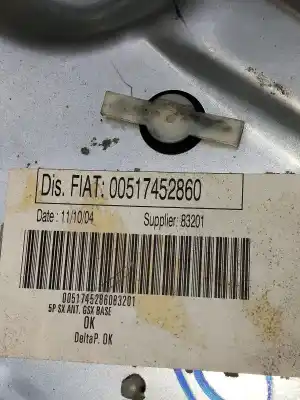 Dis. FIAT: 00517452860
Date : 11/10/04 Supplier: 83201
0051745286083201
5P SX ANT. GSX BASE
OK
DeltaP. OK